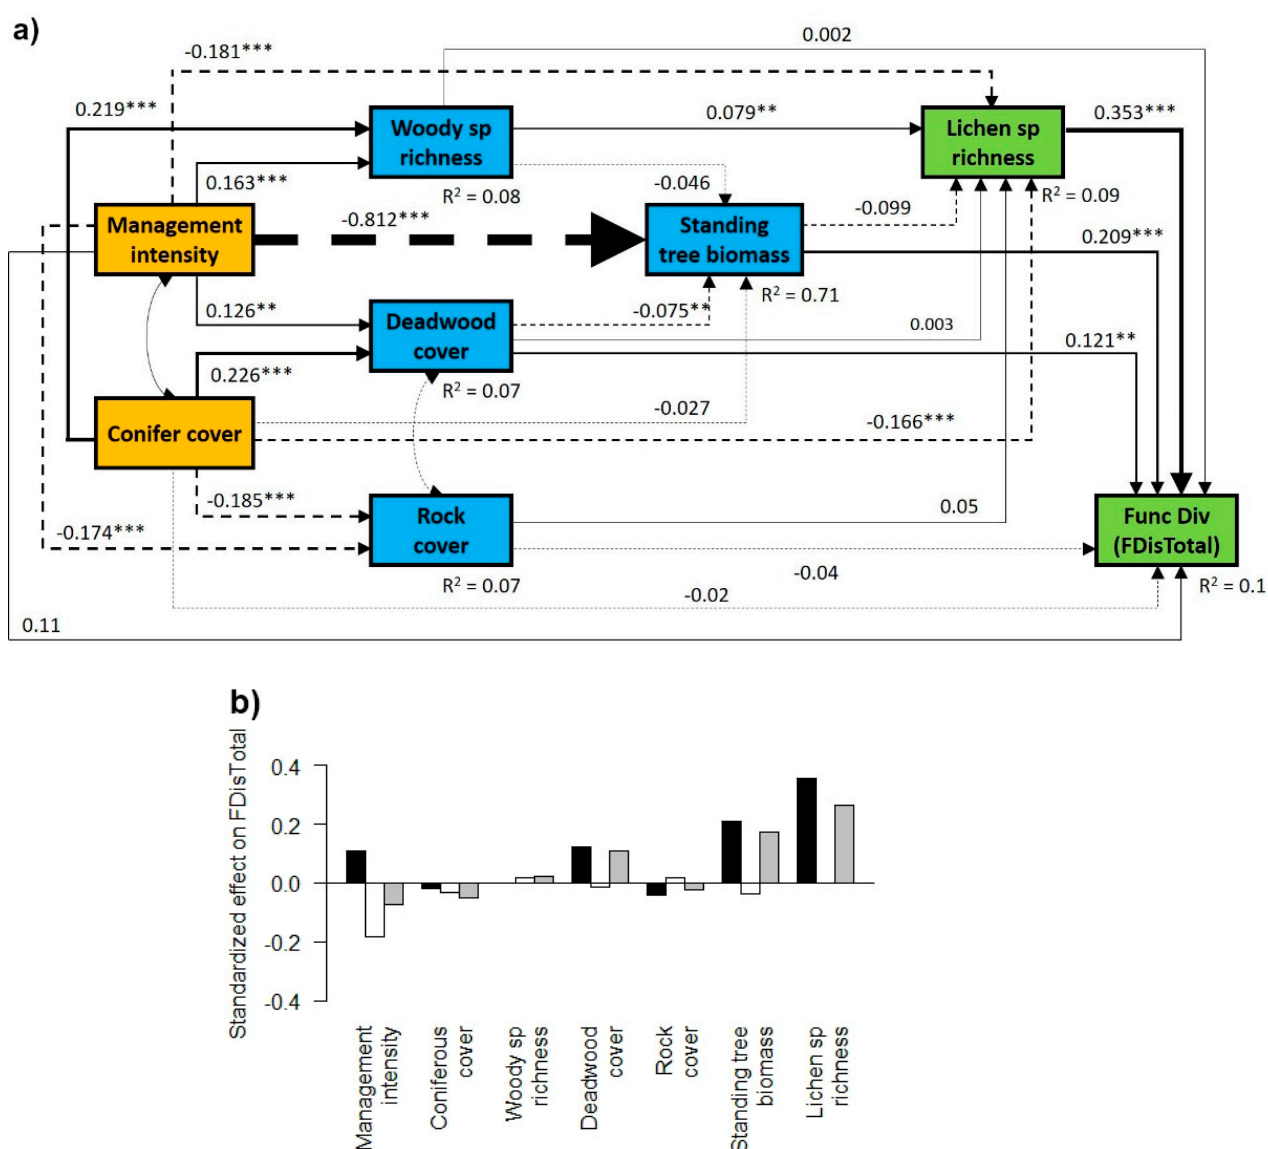 a)
0.002
-0.181***
0.219***
Woody sp
richness
0.079**
Lichen sp
richness
0.353***
0.163***
R² = 0.08
-0.046
R² = 0.09
Management
intensity
-0.812***
Standing
tree biomass
-0.099
0.209***
R² = 0.71
0.126**
Deadwood
cover
-0.075**
0.003
0.121**
0.226***
R² = 0.07
-0.027
Conifer cover
-0.166***
-0.185***
Rock
cover
0.05
Func Div
(FDisTotal)
-0.174***
R² = 0.07
-0.04
-0.02
R² = 0.1
0.11
b)
Standardized effect on FDisTotal
0.4
0.2
0.0
-0.2
-0.4
Management
intensity
Coniferous
cover
Woody sp
richness
Deadwood
cover
Rock
cover
Standing tree
biomass
Lichen sp
richness